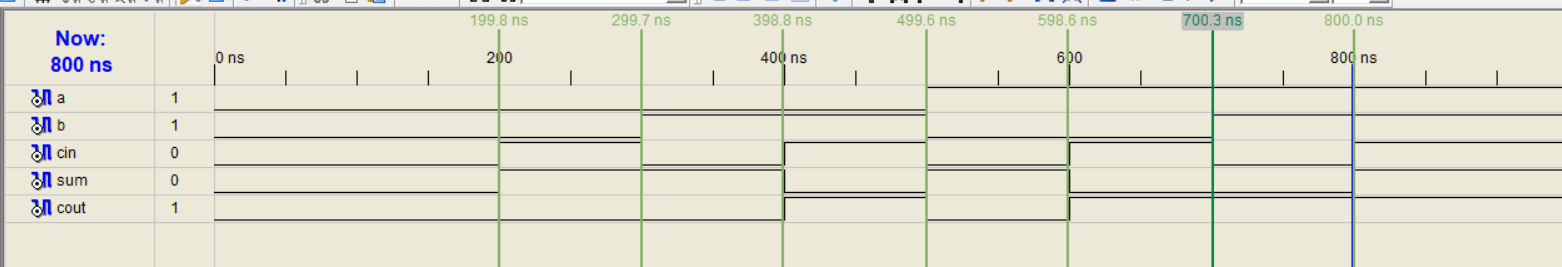 199.8 ns 299.7 ns 398.8 ns 499.6 ns 598.6 ns 700.3 ns 800.0 ns
Now:
800 ns
0 ns 200 400 ns 600 800 ns
a 1
b 1
cin 0
sum 0
cout 1